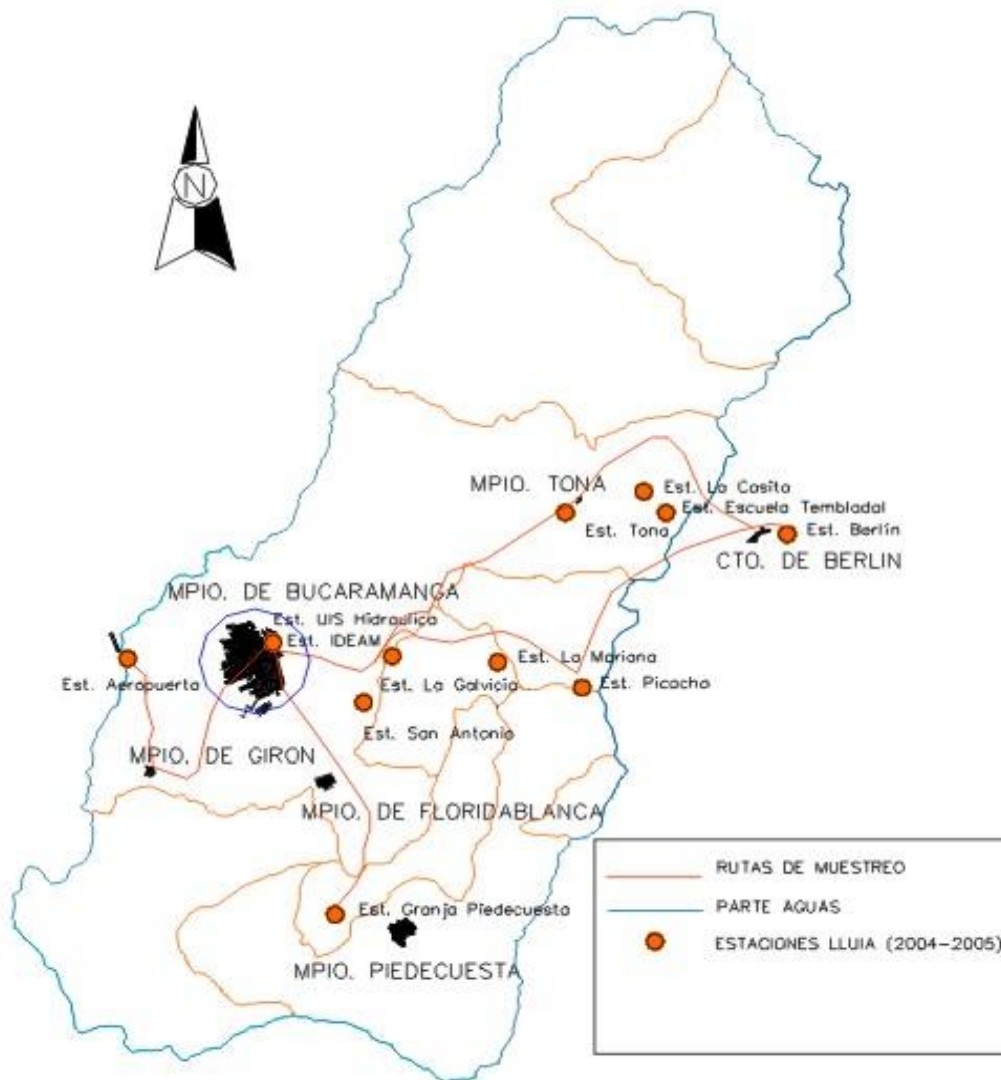 N
MPIO. TONA
Est. La Casita
Est. Escuela Tembladal
Est. Tona
Est. Berlín
CTO. DE BERLIN
MPIO. DE BUCARAMANGA
Est. UIS Hidraulica
Est. IDEAM
Est. La Mariana
Est. Aeropuerto
Est. La Galvicia
Est. Picacho
Est. San Antonio
MPIO. DE GIRON
MPIO. DE FLORIDABLANCA
Est. Granja Piedecuesta
MPIO. PIEDECUESTA
RUTAS DE MUESTREO
PARTE AGUAS
ESTACIONES LLUIA (2004-2005)